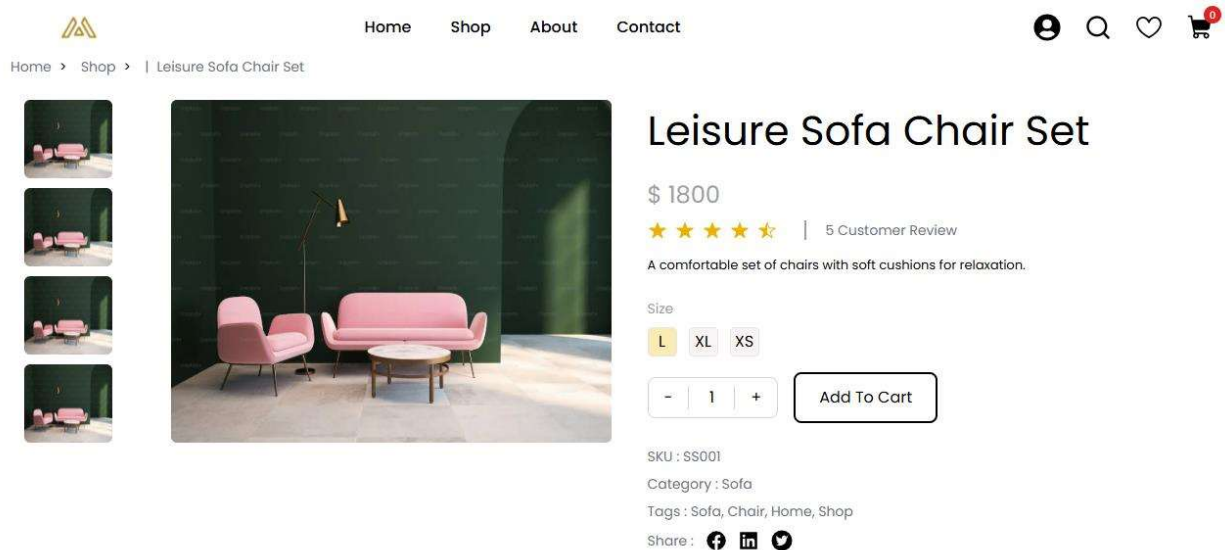 Home Shop About Contact
0
Home > Shop > | Leisure Sofa Chair Set
Leisure Sofa Chair Set
$ 1800
| 5 Customer Review
A comfortable set of chairs with soft cushions for relaxation.
Size
L XL XS
- 1 + Add To Cart
SKU : SS001
Category : Sofa
Tags : Sofa, Chair, Home, Shop
Share :